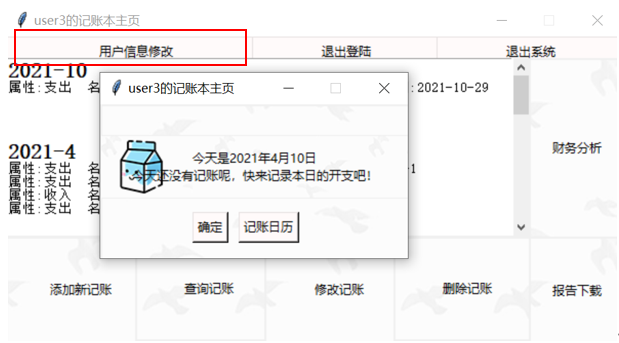 user3的记账本主页
用户信息修改 退出登陆 退出系统
2021-10
属性:支出 名 :2021-10-29
2021-4
属性:支出 名 -1
属性:支出 名
属性:收入 名
属性:支出 名
user3的记账本主页
今天是2021年4月10日
今天还没有记账呢，快来记录本日的开支吧！
确定 记账日历
财务分析
添加新记账 查询记账 修改记账 删除记账 报告下载